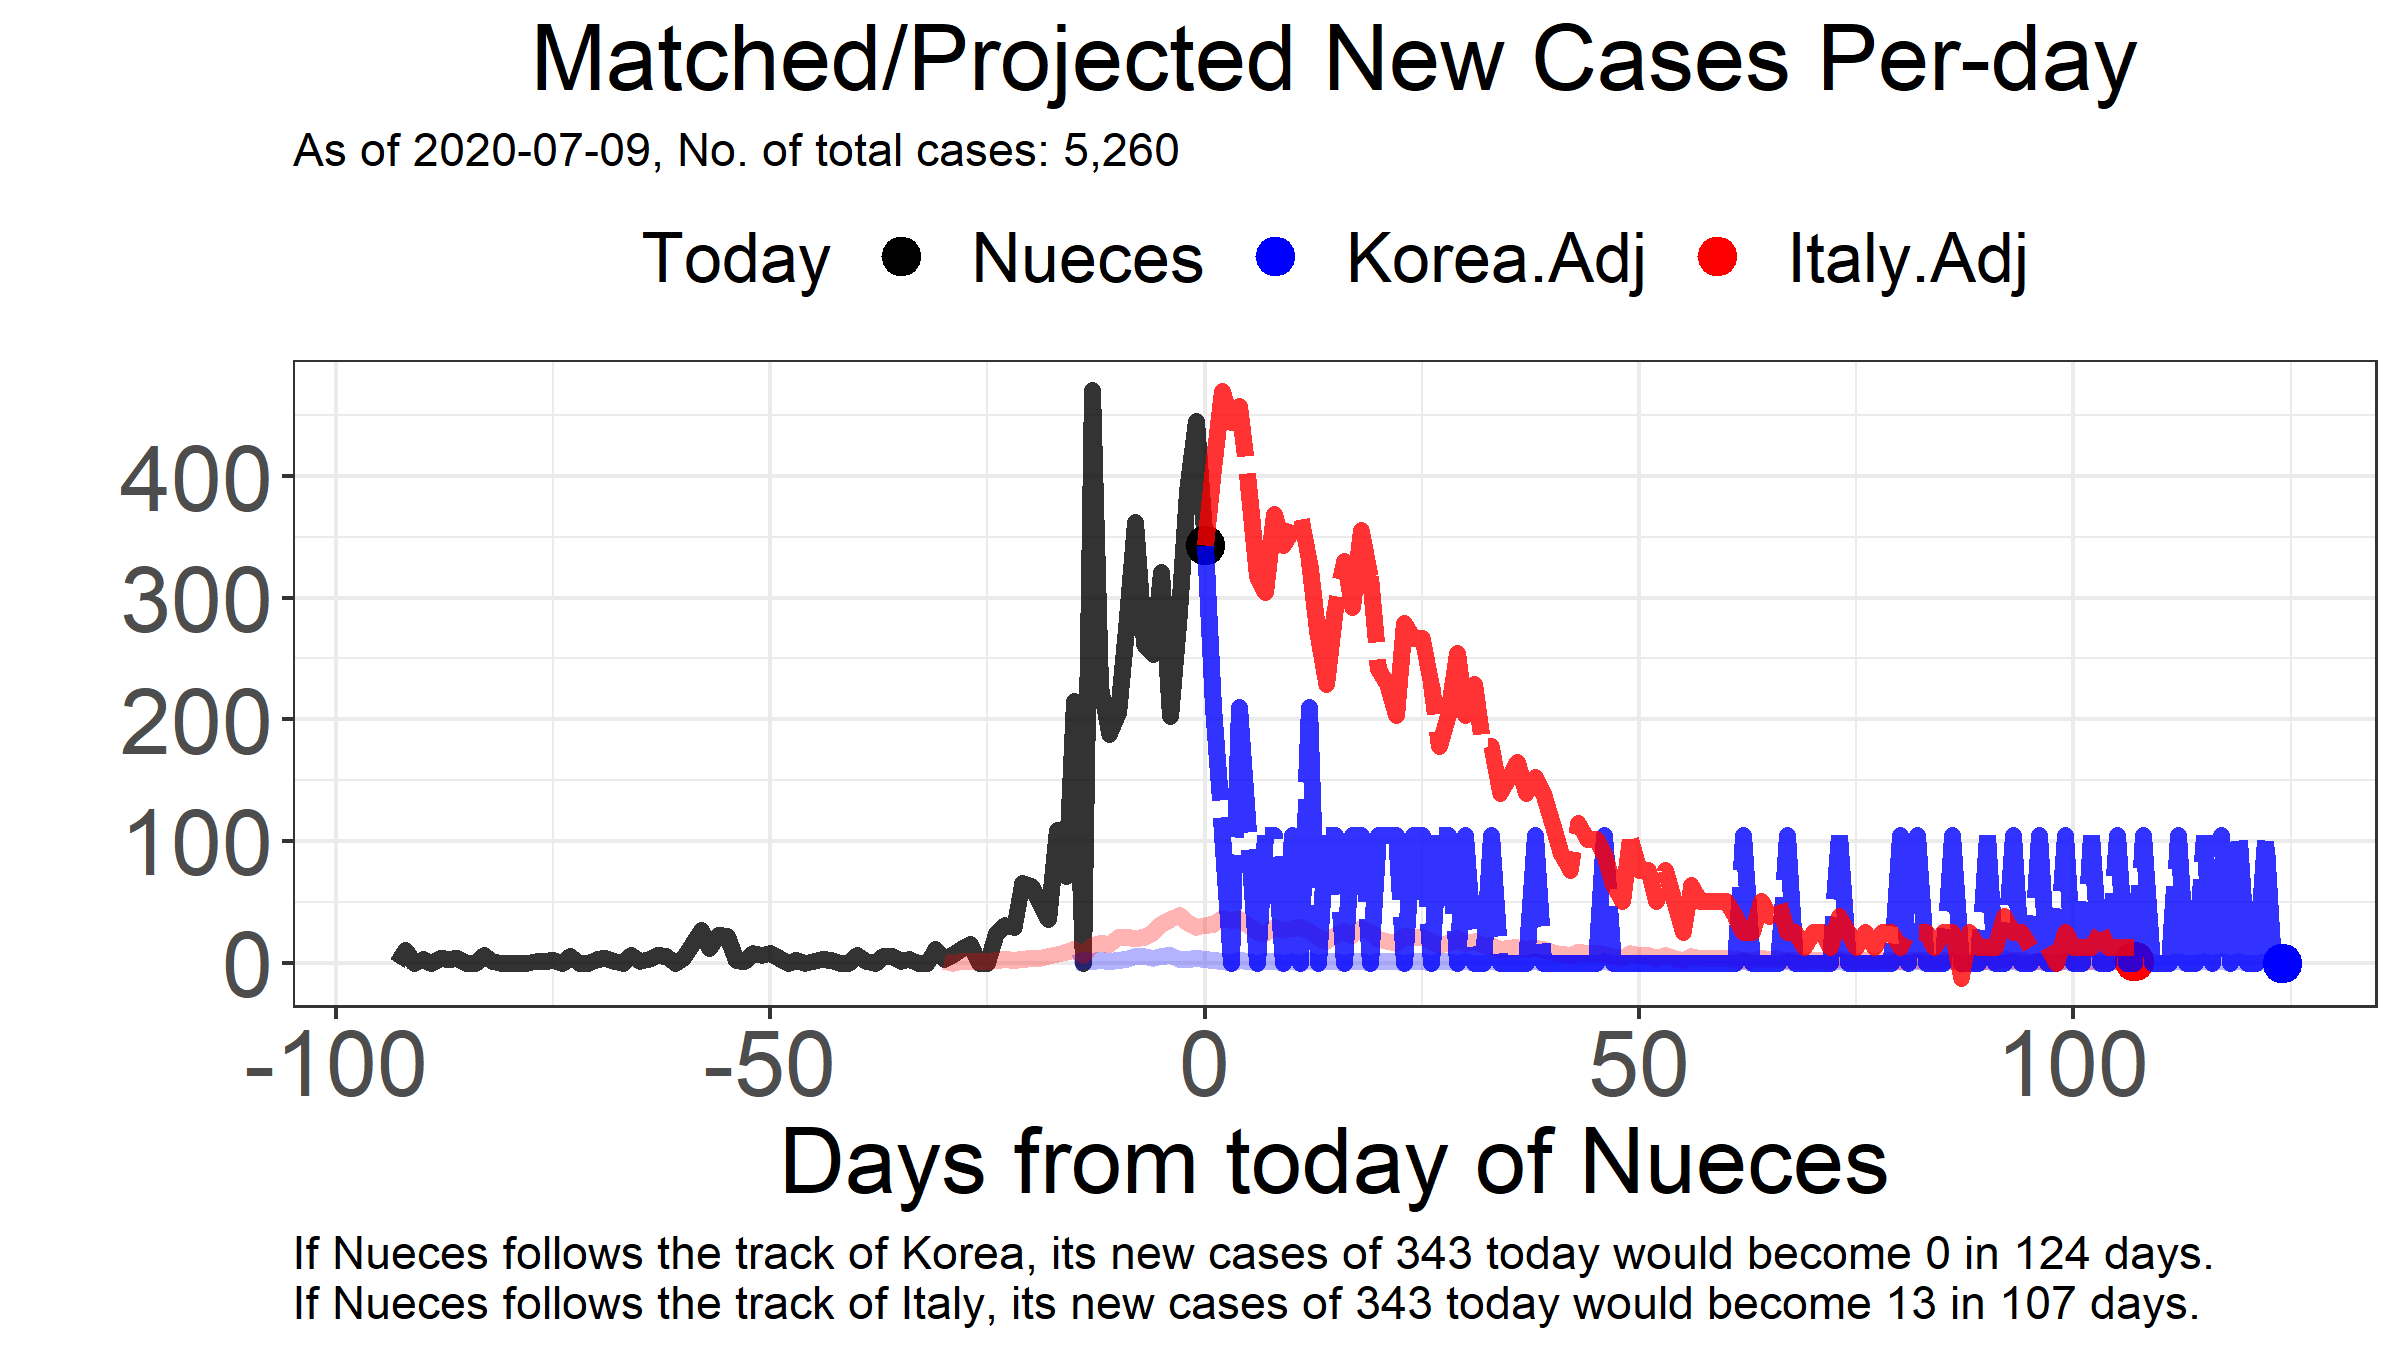 Matched/Projected New Cases Per-day
As of 2020-07-09, No. of total cases: 5,260
Today Nueces Korea.Adj Italy.Adj
400
300
200
100
0
-100 -50 0 50 100
Days from today of Nueces
If Nueces follows the track of Korea, its new cases of 343 today would become 0 in 124 days.
If Nueces follows the track of Italy, its new cases of 343 today would become 13 in 107 days.